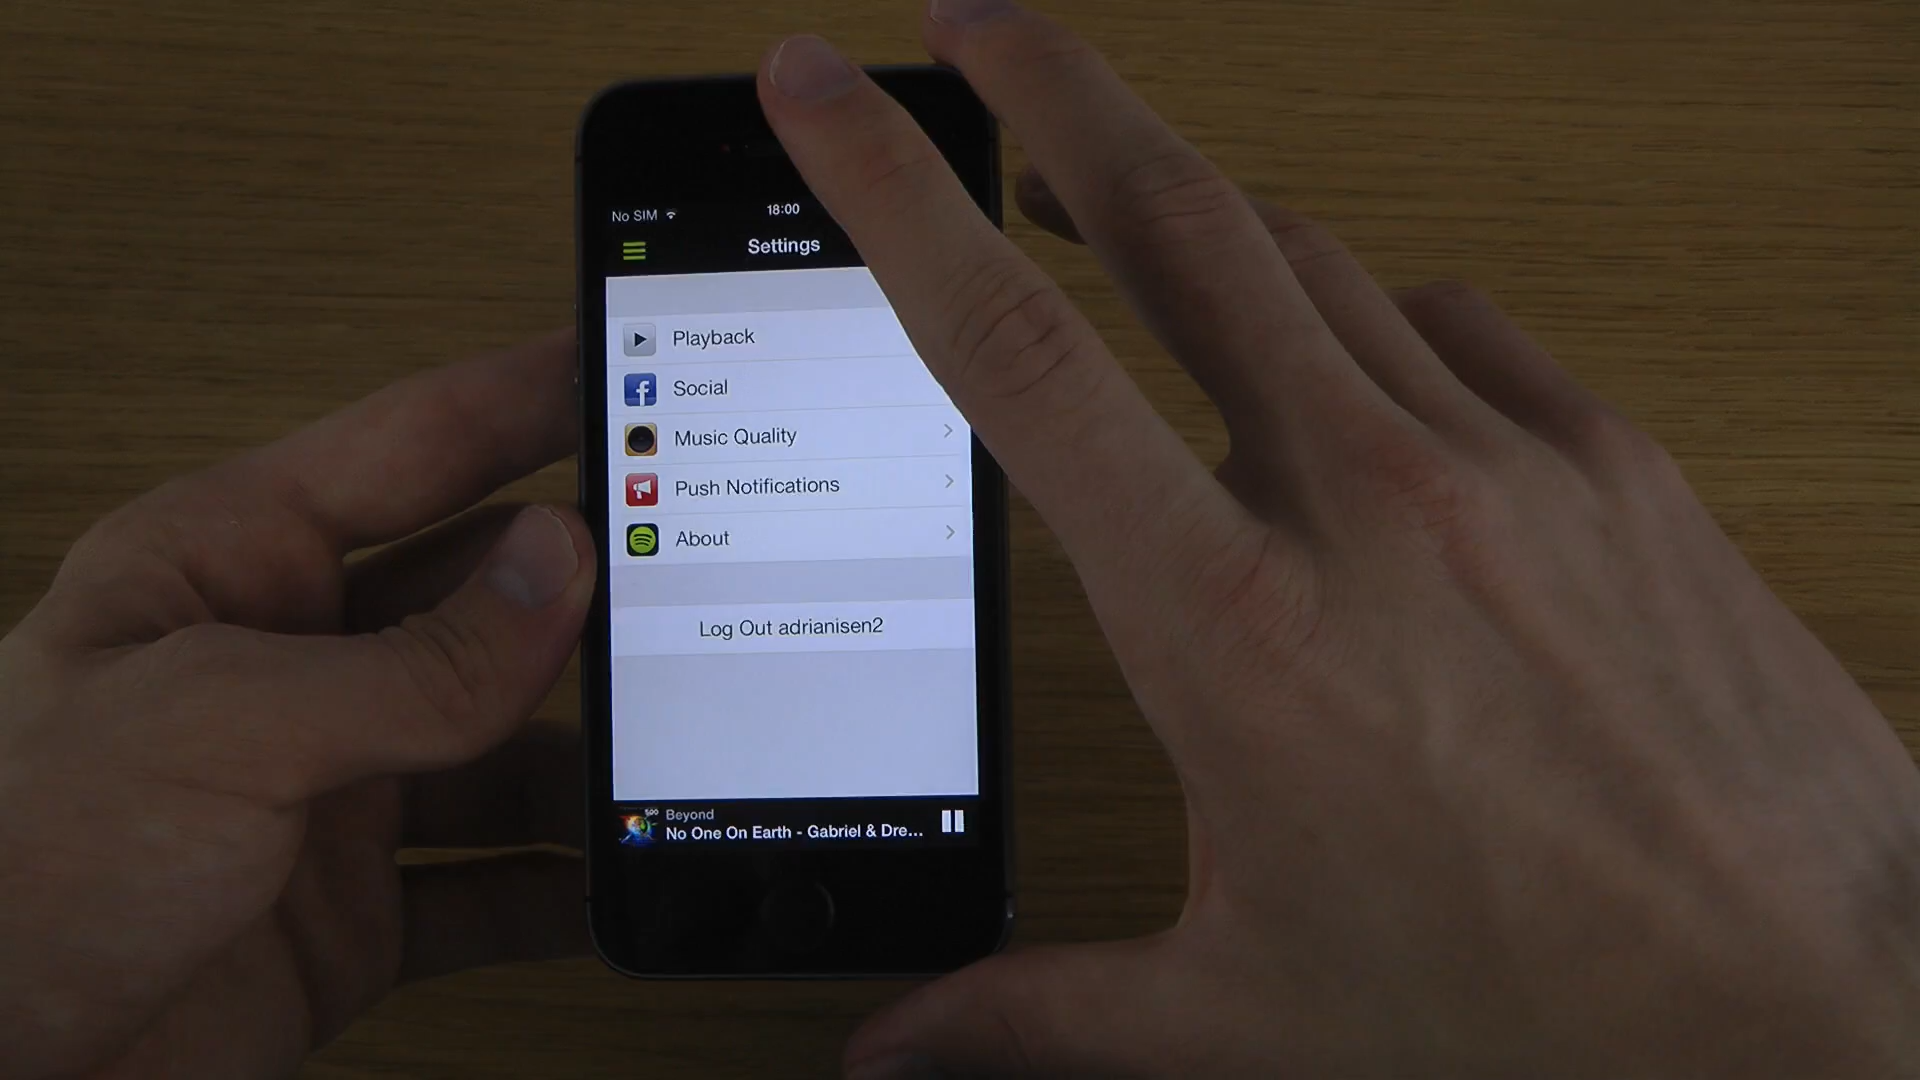 No SIM 18:00
Settings
Playback
Social
Music Quality
Push Notifications
About
Log Out adrianisen2
Beyond
No One On Earth - Gabriel & Dre...